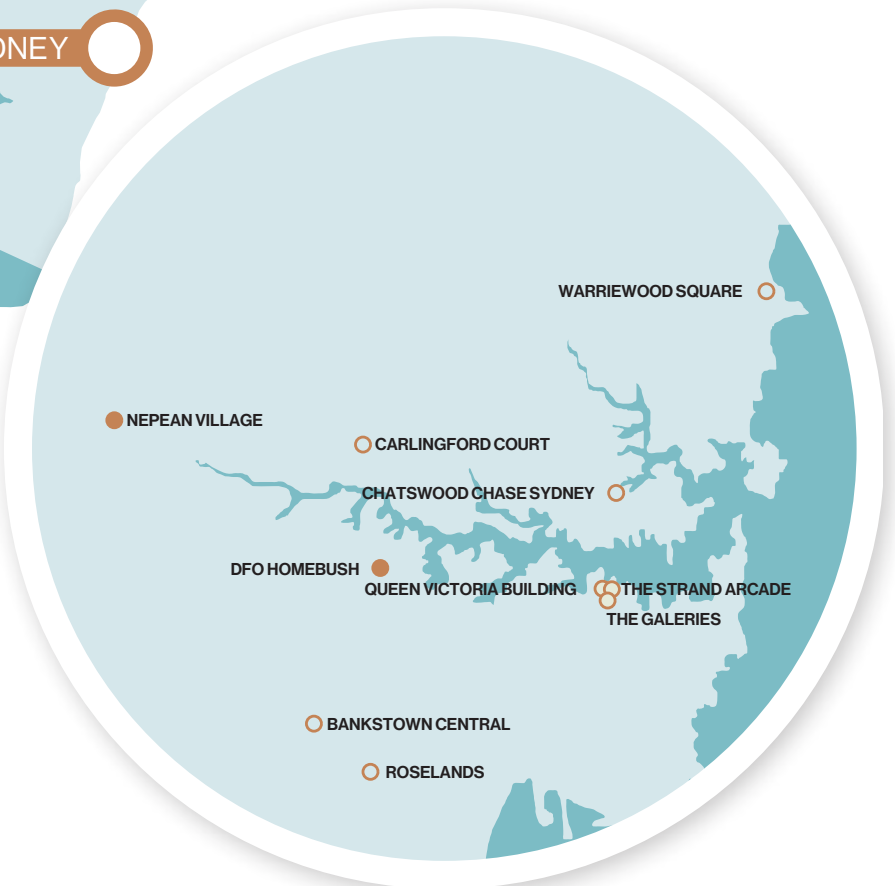 WARRIEWOOD SQUARE
NEPEAN VILLAGE
CARLINGFORD COURT
CHATSWOOD CHASE SYDNEY
DFO HOMEBUSH
QUEEN VICTORIA BUILDING
THE STRAND ARCADE
THE GALERIES
BANKSTOWN CENTRAL
ROSELANDS